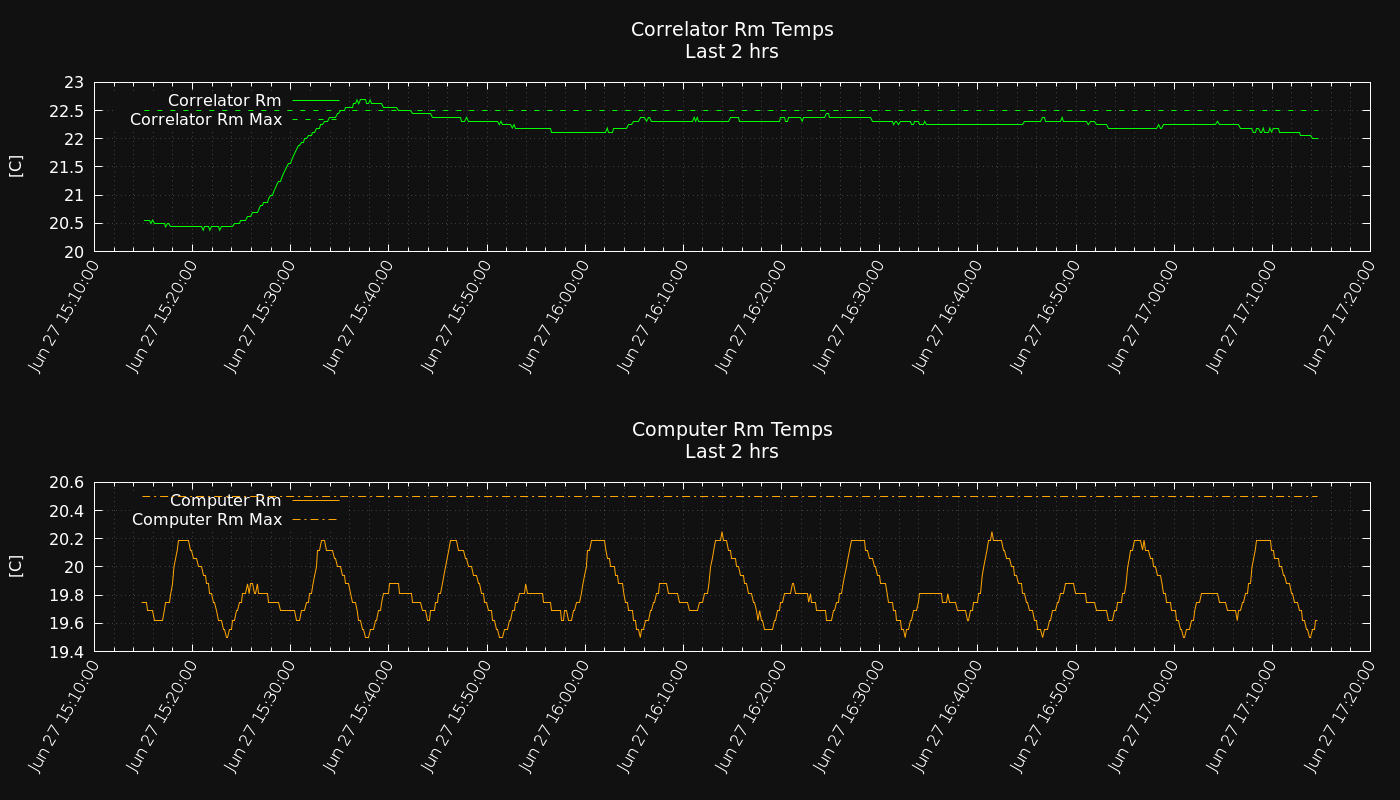 Correlator Rm Temps
Last 2 hrs
[C]
23
22.5
22
21.5
21
20.5
20
Correlator Rm
Correlator Rm Max
Jun 27 15:10:00
Jun 27 15:20:00
Jun 27 15:30:00
Jun 27 15:40:00
Jun 27 15:50:00
Jun 27 16:00:00
Jun 27 16:10:00
Jun 27 16:20:00
Jun 27 16:30:00
Jun 27 16:40:00
Jun 27 16:50:00
Jun 27 17:00:00
Jun 27 17:10:00
Jun 27 17:20:00
Computer Rm Temps
Last 2 hrs
[C]
20.6
20.4
20.2
20
19.8
19.6
19.4
Computer Rm
Computer Rm Max
Jun 27 15:10:00
Jun 27 15:20:00
Jun 27 15:30:00
Jun 27 15:40:00
Jun 27 15:50:00
Jun 27 16:00:00
Jun 27 16:10:00
Jun 27 16:20:00
Jun 27 16:30:00
Jun 27 16:40:00
Jun 27 16:50:00
Jun 27 17:00:00
Jun 27 17:10:00
Jun 27 17:20:00